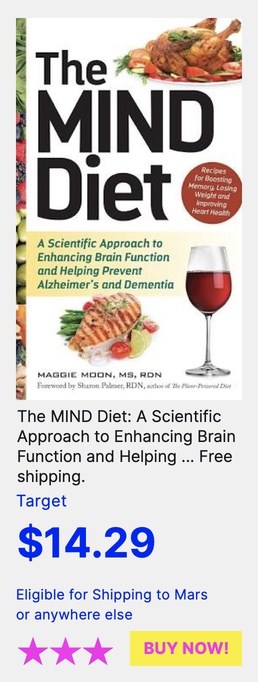 The
MIND
Diet
Recipes
for Boosting
Memory, Losing
Weight and
Improving
Heart Health
A Scientific Approach to
Enhancing Brain Function
and Helping Prevent
Alzheimer's and Dementia
MAGGIE MOON, MS, RDN
Foreword by Sharon Palmer, RDN, author of The Plant-Powered Diet
The MIND Diet: A Scientific
Approach to Enhancing Brain
Function and Helping ... Free
shipping.
Target
$14.29
Eligible for Shipping to Mars
or anywhere else
BUY NOW!